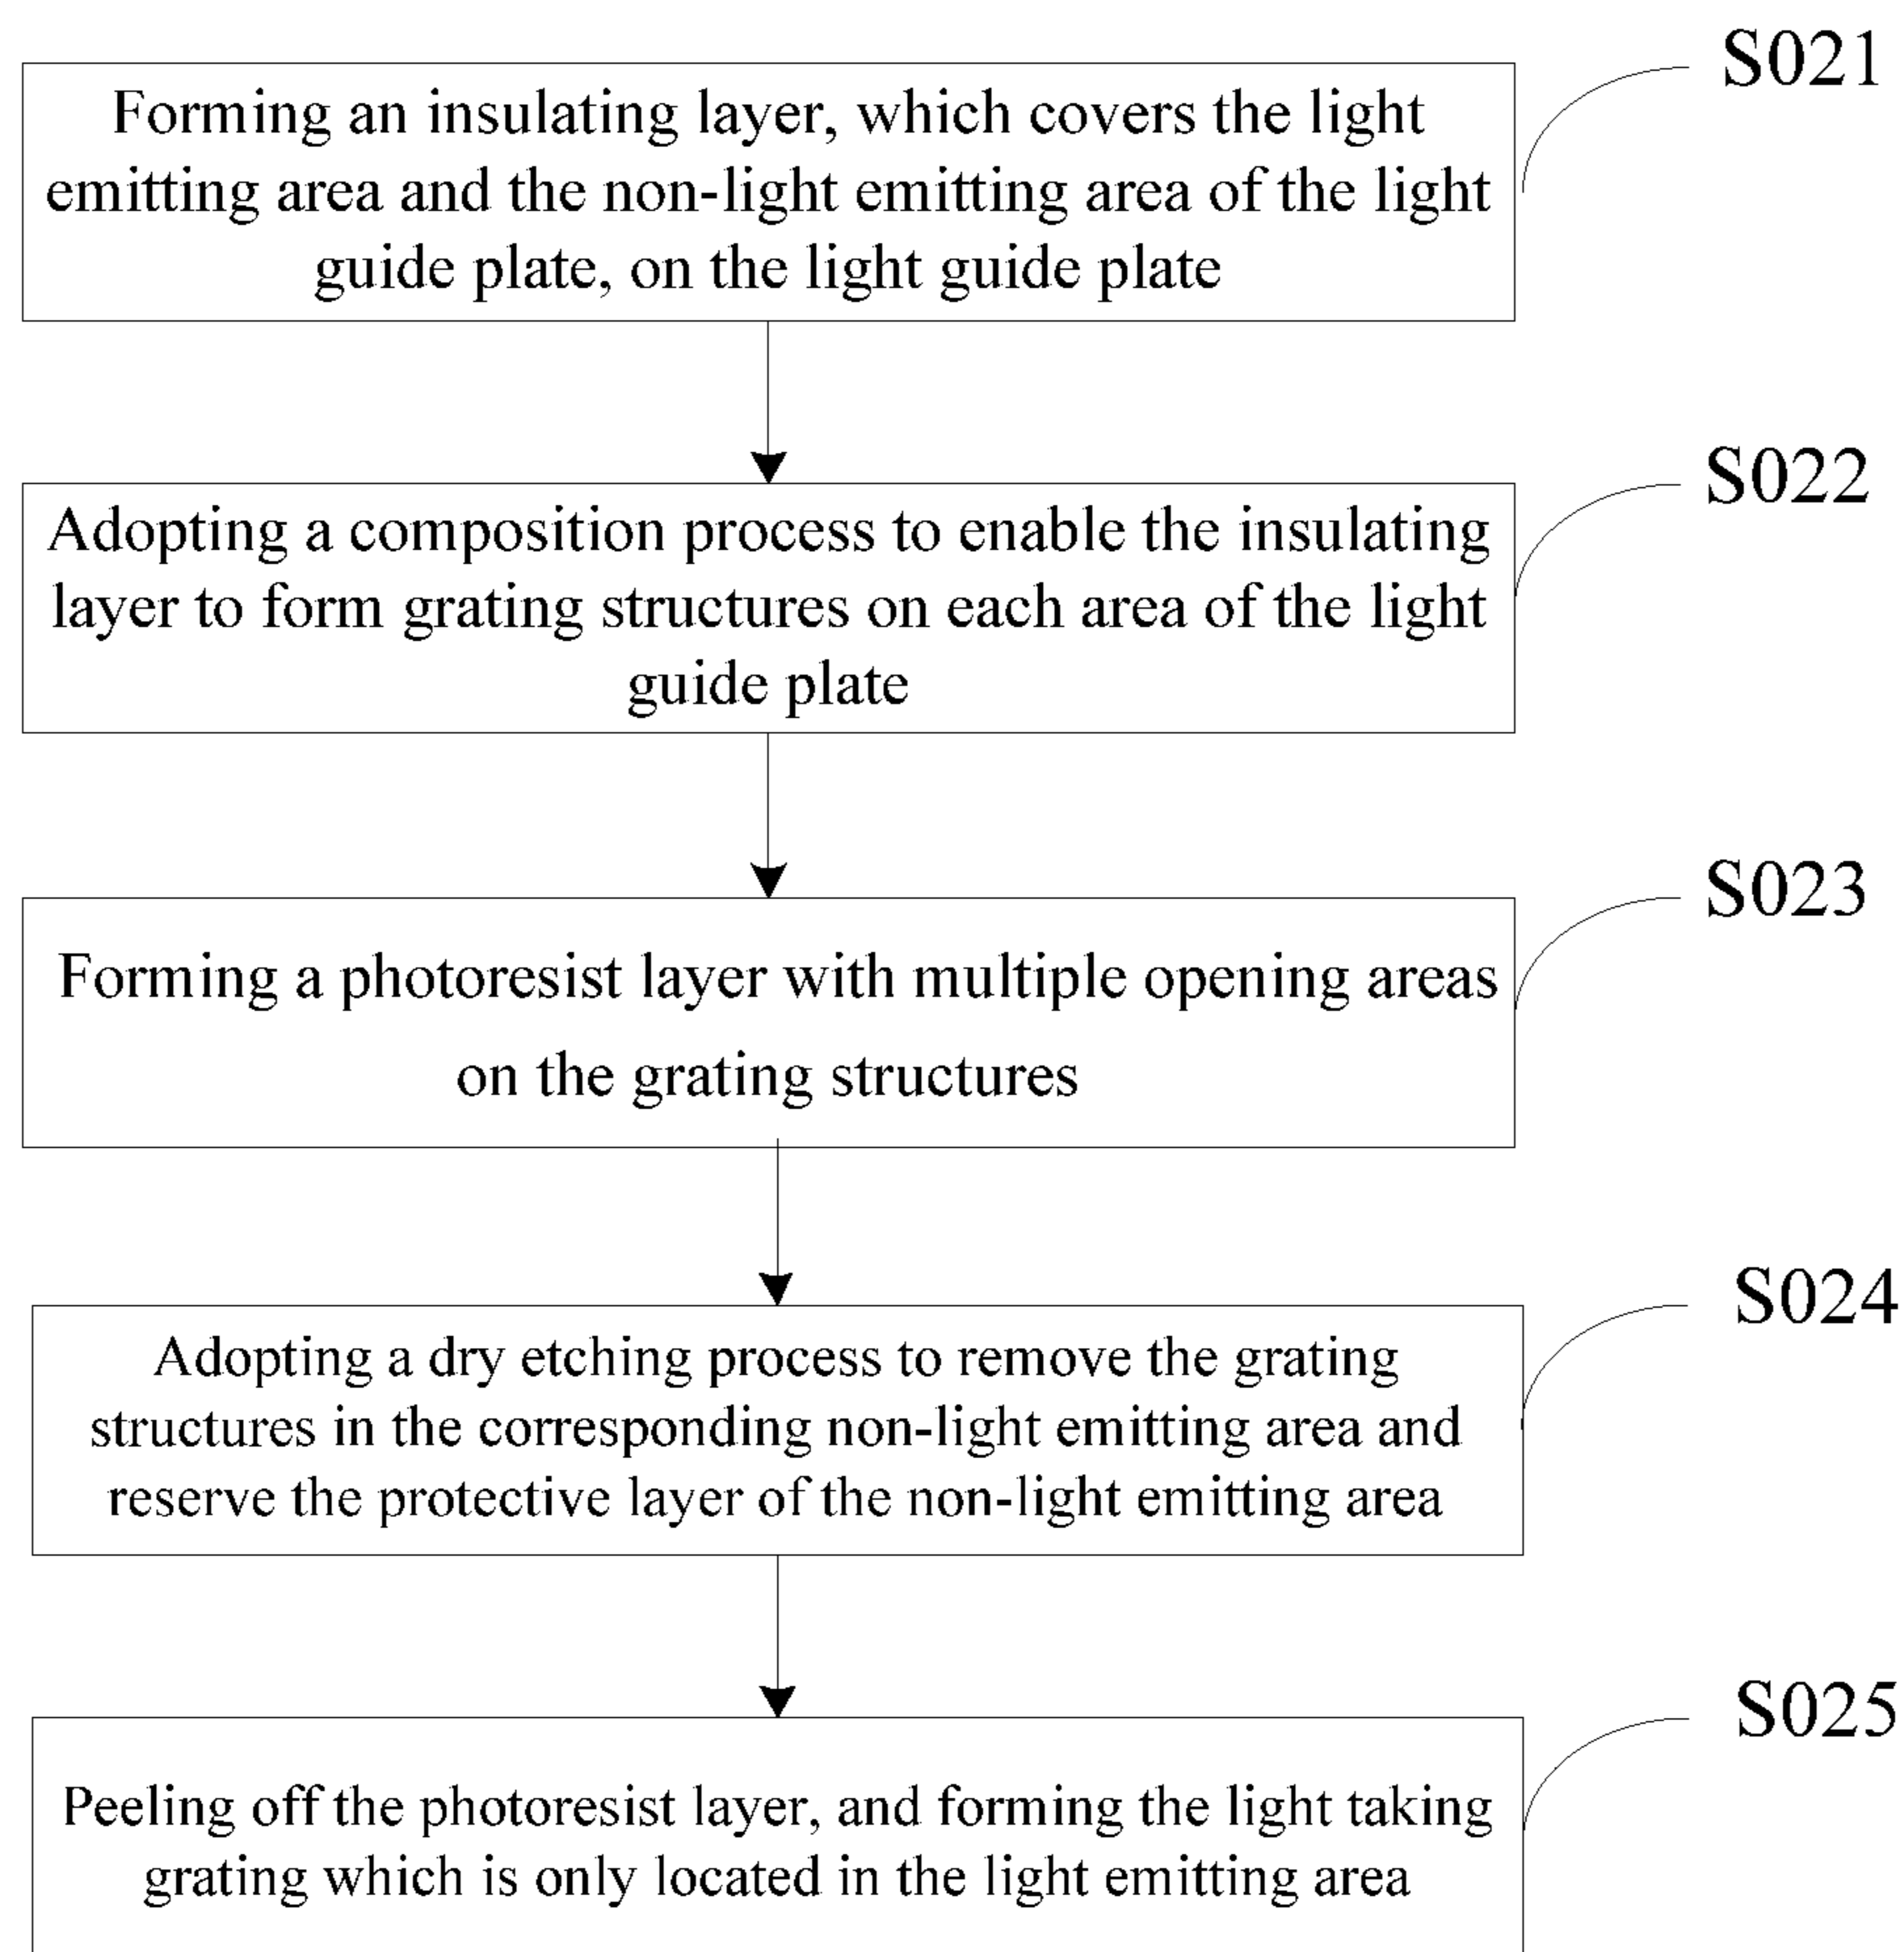 S021
Forming an insulating layer, which covers the light
emitting area and the non-light emitting area of the light
guide plate, on the light guide plate
S022
Adopting a composition process to enable the insulating
layer to form grating structures on each area of the light
guide plate
S023
Forming a photoresist layer with multiple opening areas
on the grating structures
S024
Adopting a dry etching process to remove the grating
structures in the corresponding non-light emitting area and
reserve the protective layer of the non-light emitting area
S025
Peeling off the photoresist layer, and forming the light taking
grating which is only located in the light emitting area